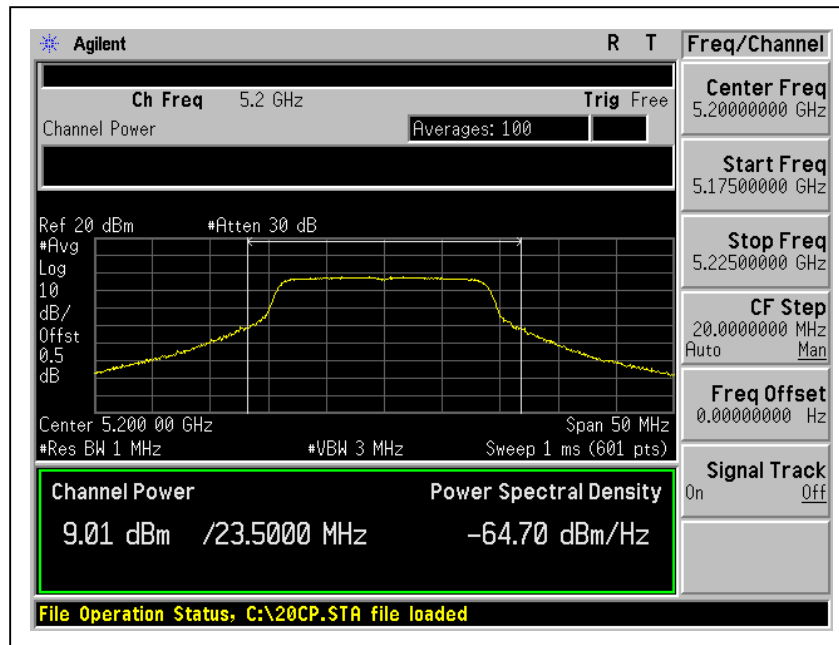 Agilent R T
Ch Freq 5.2 GHz Trig Free
Channel Power Averages: 100
Ref 20 dBm #Atten 30 dB
#Avg
Log
10
dB/
Offst
0.5
dB
Center 5.200 00 GHz Span 50 MHz
#Res BW 1 MHz #VBW 3 MHz Sweep 1 ms (601 pts)
Channel Power Power Spectral Density
9.01 dBm /23.5000 MHz -64.70 dBm/Hz
File Operation Status, C:\20CP.STA file loaded
Freq/Channel
Center Freq
5.20000000 GHz
Start Freq
5.17500000 GHz
Stop Freq
5.22500000 GHz
CF Step
20.0000000 MHz
Auto Man
Freq Offset
0.00000000 Hz
Signal Track
On Off